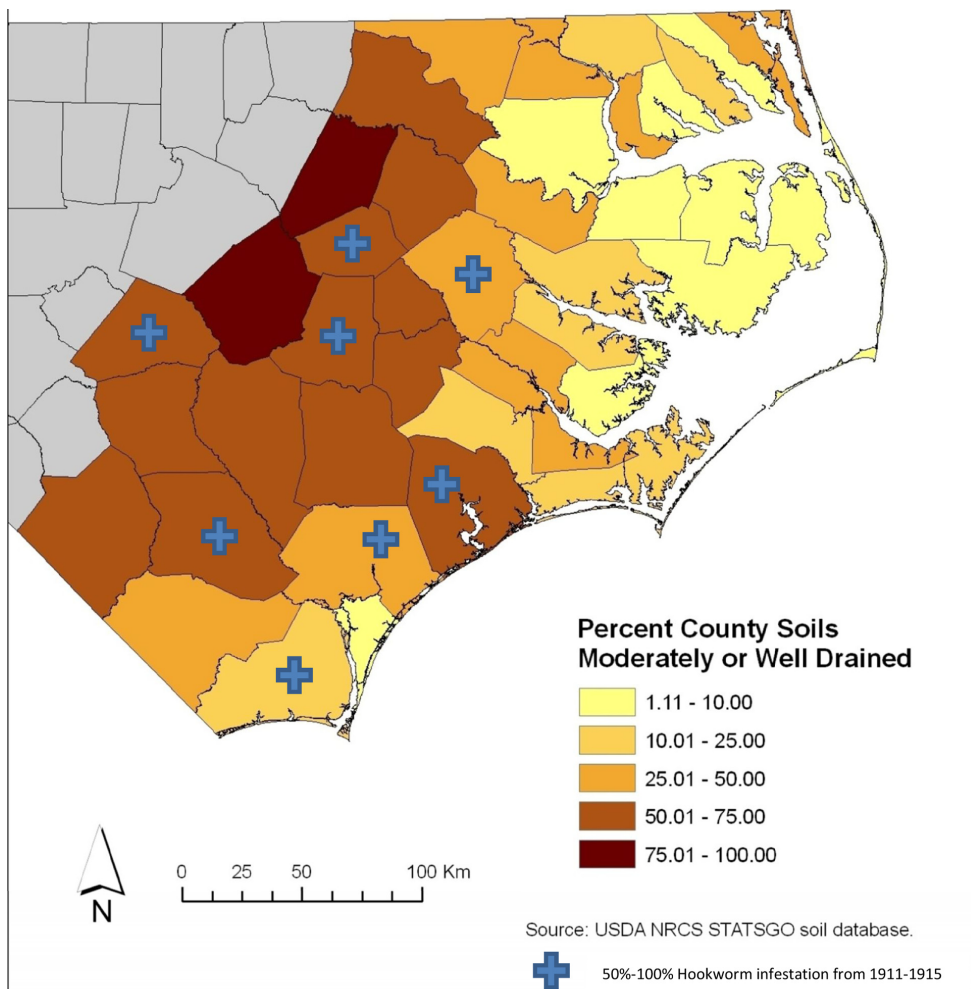 Percent County Soils
Moderately or Well Drained
1.11 - 10.00
10.01 - 25.00
25.01 - 50.00
50.01 - 75.00
75.01 - 100.00
0 25 50 100 Km
N
Source: USDA NRCS STATSGO soil database.
50%-100% Hookworm infestation from 1911-1915